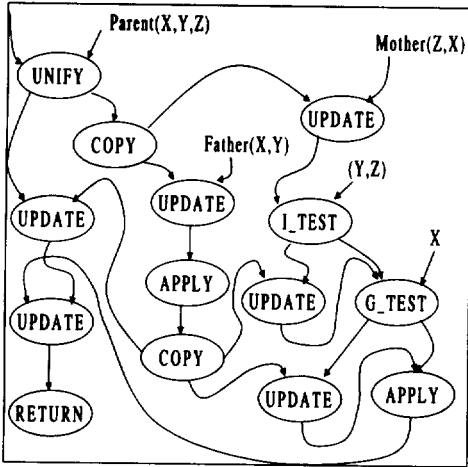 Parent(X,Y,Z)
Mother(Z,X)
UNIFY
UPDATE
COPY
Father(X,Y)
(Y,Z)
UPDATE
UPDATE
I_TEST
X
APPLY
UPDATE
G_TEST
UPDATE
COPY
UPDATE
APPLY
RETURN